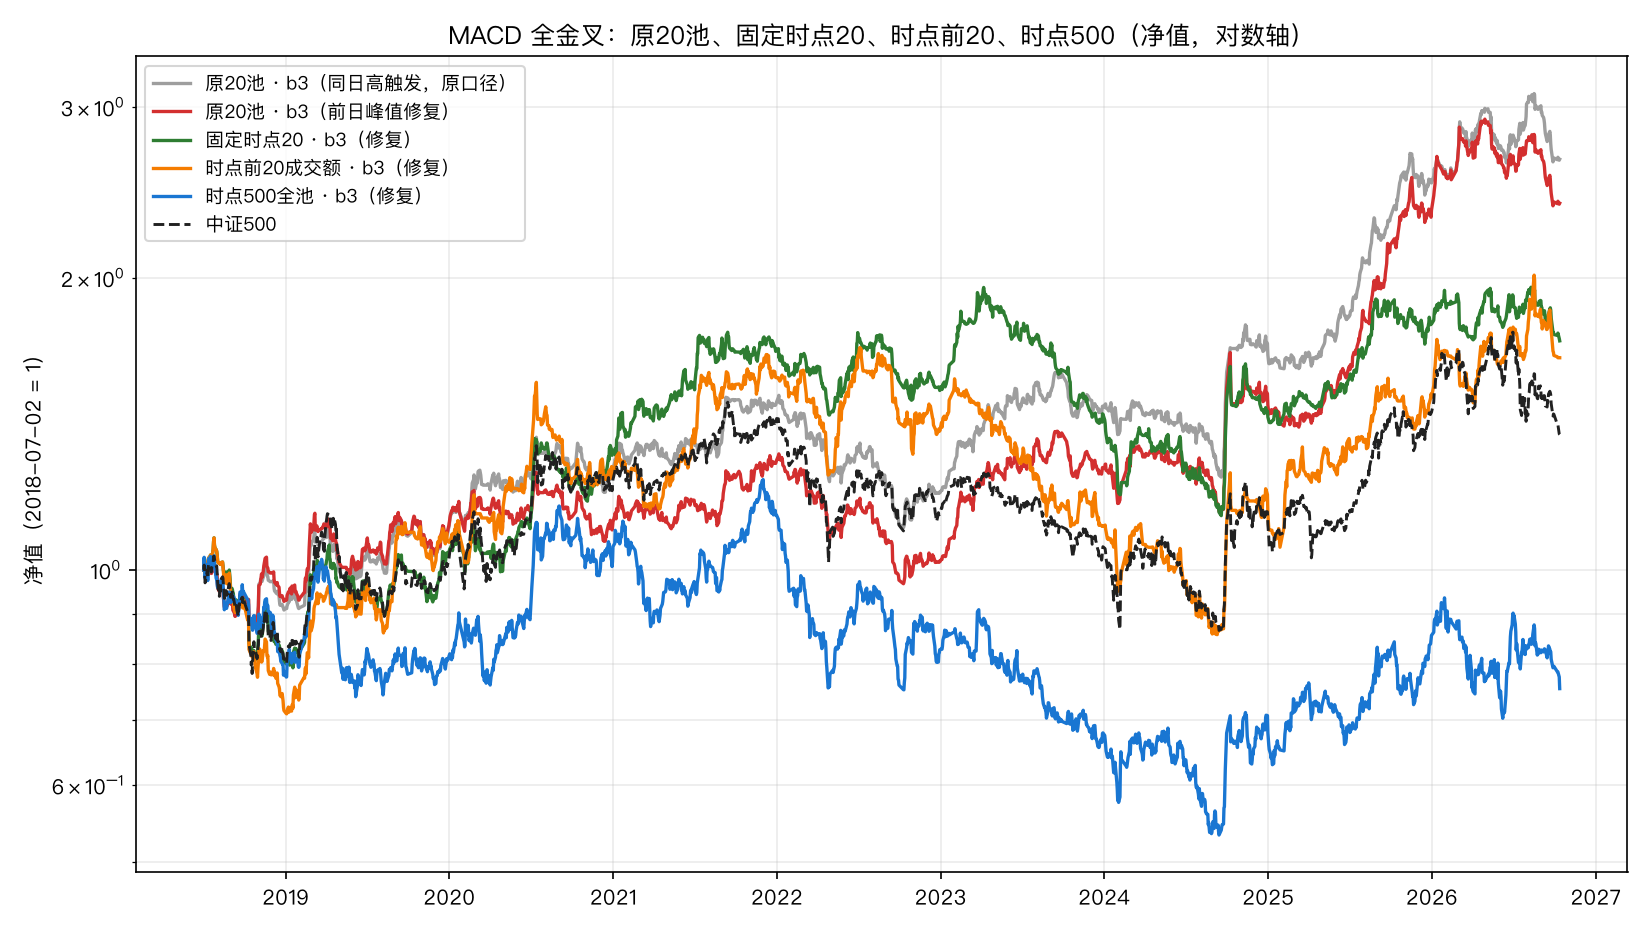 MACD 全金叉：原20池、固定时点20、时点前20、时点500（净值，对数轴）
原20池 · b3（同日高触发，原口径）
原20池 · b3（前日峰值修复）
固定时点20 · b3（修复）
时点前20成交额 · b3（修复）
时点500全池 · b3（修复）
中证500
净值（2018-07-02 = 1）
3 × 10⁰
2 × 10⁰
10⁰
6 × 10⁻¹
2019 2020 2021 2022 2023 2024 2025 2026 2027